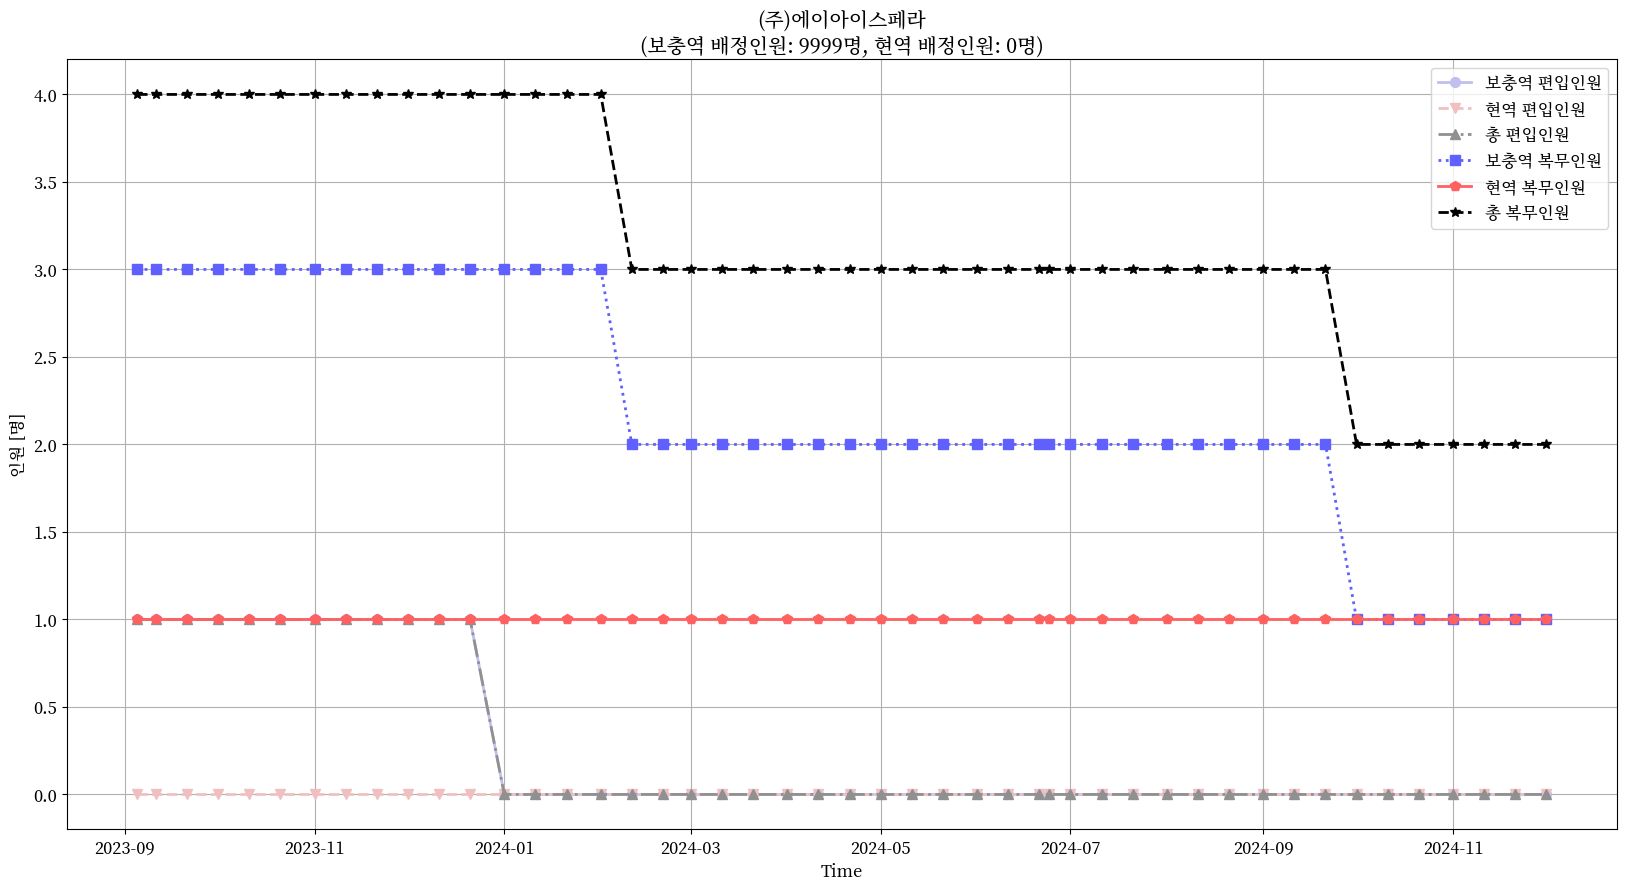 (주)에이아이스페라
(보충역 배정인원: 9999명, 현역 배정인원: 0명)
보충역 편입인원
현역 편입인원
총 편입인원
보충역 복무인원
현역 복무인원
총 복무인원
인원 [명]
4.0
3.5
3.0
2.5
2.0
1.5
1.0
0.5
0.0
2023-09 2023-11 2024-01 2024-03 2024-05 2024-07 2024-09 2024-11
Time